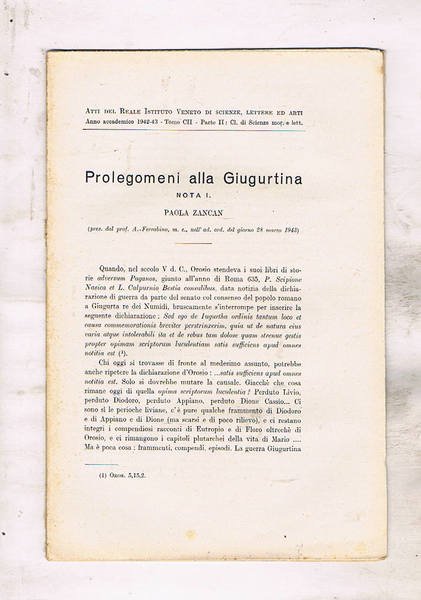 Atti del Reale Istituto Veneto di scienze, lettere ed arti
Anno accademico 1942-43 - Tomo CII - Parte II: Cl. di Scienze mor. e lett.
Prolegomeni alla Giugurtina
NOTA I.
PAOLA ZANCAN
(pres. dal prof. A. Ferrabino, m. e., nell'ad. ord. del giorno 28 marzo 1943)
Quando, nel secolo V d. C., Orosio stendeva i suoi libri di sto-
rie adversum Paganos, giunto all'anno di Roma 635, P. Scipione
Nasica et L. Calpurnio Bestia consulibus, data notizia della dichia-
razione di guerra da parte del senato col consenso del popolo romano
a Giugurta re dei Numidi, bruscamente s'interrompe per inscrire la
seguente dichiarazione: Sed ego de Iugurtha ordinis tantum loco et
causa commemorationis breviter perstrinxerim, quia ut de natura eius
varia atque intolerabili ita et de rebus tam dolose quam strenue gestis
propter opimam scriptorum luculentiam satis sufficiens apud omnes
notitia est (¹).
Chi oggi si trovasse di fronte al medesimo assunto, potrebbe
anche ripetere la dichiarazione d'Orosio: ...satis sufficiens apud omnes
notitia est. Solo si dovrebbe mutare la causale. Giacchè che cosa
rimane oggi di quella opima scriptorum luculentia? Perduto Livio,
perduto Diodoro, perduto Appiano, perduto Dione Cassio... Ci
sono sì le perioche liviane, c'è pure qualche frammento di Diodoro
e di Appiano e di Dione (ma scarsi e di poco rilievo), e ci restano
integri i compendiosi racconti di Eutropio e di Floro oltrechè di
Orosio, e ci rimangono i capitoli plutarchei della vita di Mario ....
Ma è poca cosa: frammenti, compendi, episodi. La guerra Giugurtina
(1) Oros. 5,15,2.